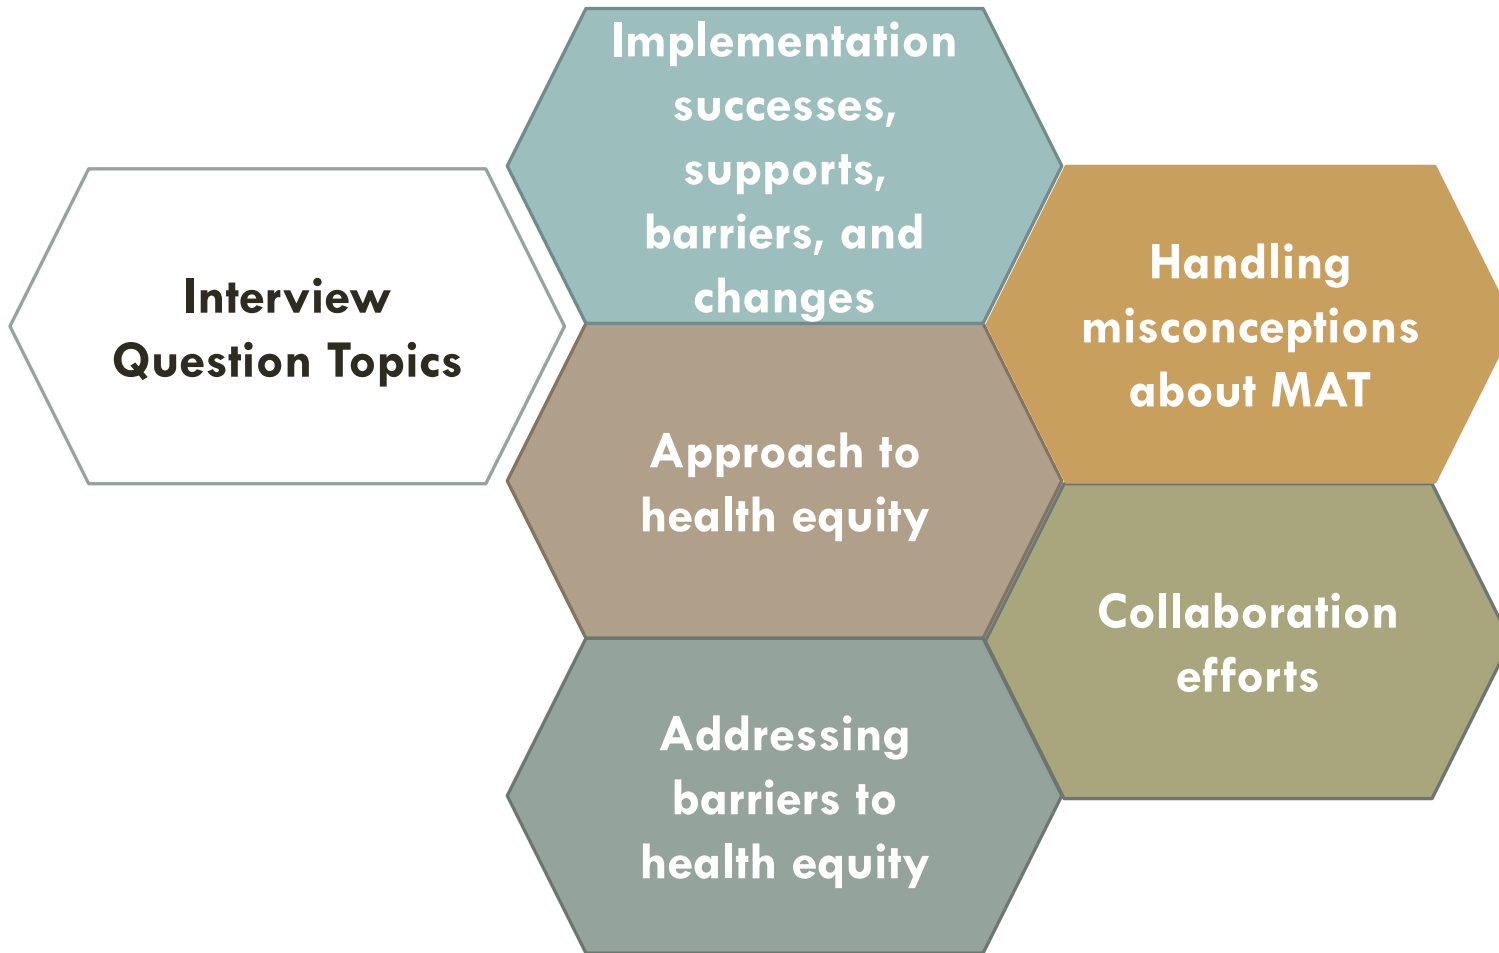 Interview
Question Topics
Implementation
successes,
supports,
barriers, and
changes
Approach to
health equity
Addressing
barriers to
health equity
Handling
misconceptions
about MAT
Collaboration
efforts